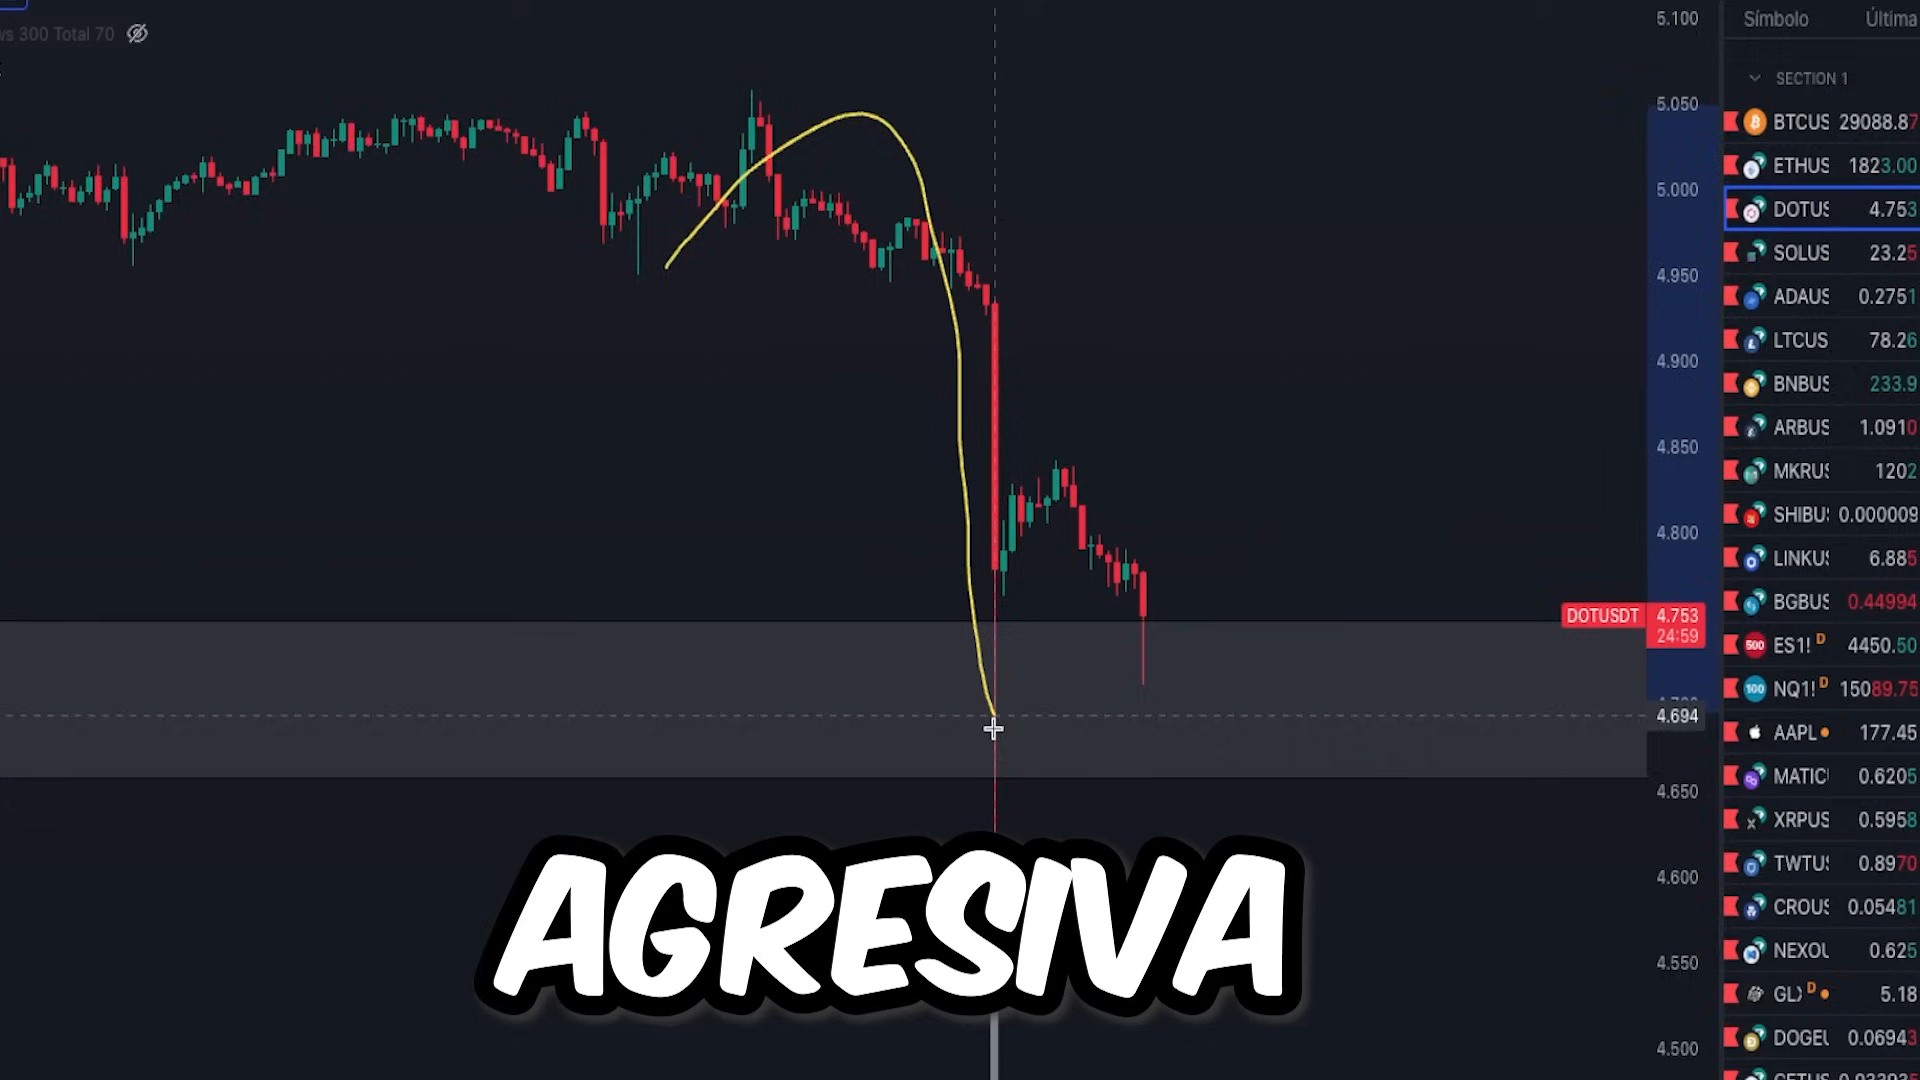 ws 300 Total 70
5.100
5.050
5.000
4.950
4.900
4.850
4.800
DOTUSDT 4.753
24:59
4.694
4.650
4.600
4.550
4.500
Símbolo Última
SECTION 1
BTCUS 29088.87
ETHUS 1823.00
DOTUS 4.753
SOLUS 23.25
ADAUS 0.2751
LTCUS 78.26
BNBUS 233.9
ARBUS 1.0910
MKRUS 1202
SHIBUS 0.000009
LINKUS 6.885
BGBUS 0.44994
500 ES1! D 4450.50
100 NQ1! D 15089.75
AAPL 177.45
MATICU 0.6205
XRPUS 0.5958
TWTUS 0.8970
CROUS 0.05481
NEXOU 0.625
GLX D 5.18
DOGEU 0.06943
AGRESIVA